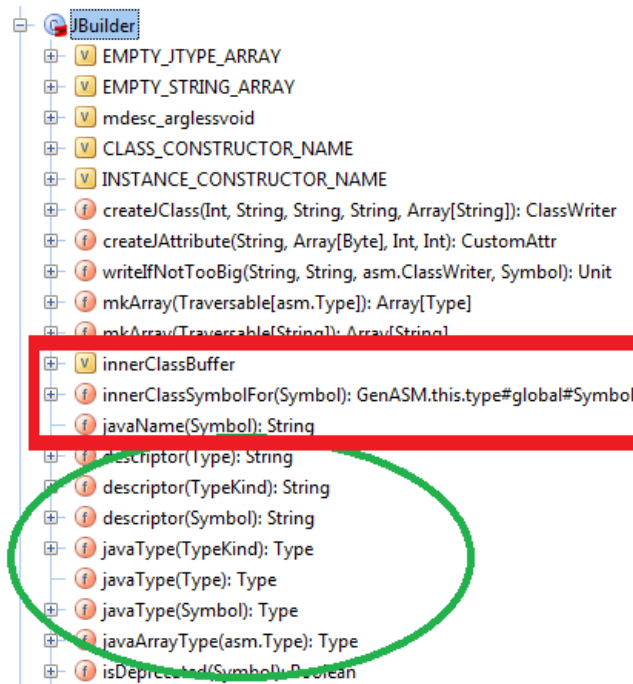 JBuilder
V EMPTY_JTYPE_ARRAY
V EMPTY_STRING_ARRAY
V mdesc_arglessvoid
V CLASS_CONSTRUCTOR_NAME
V INSTANCE_CONSTRUCTOR_NAME
f createJClass(Int, String, String, String, Array[String]): ClassWriter
f createJAttribute(String, Array[Byte], Int, Int): CustomAttr
f writeIfNotTooBig(String, String, asm.ClassWriter, Symbol): Unit
f mkArray(Traversable[asm.Type]): Array[Type]
f mkArray(Traversable[String]): Array[String]
V innerClassBuffer
f innerClassSymbolFor(Symbol): GenASM.this.type#global#Symbol
f javaName(Symbol): String
f descriptor(Type): String
f descriptor(TypeKind): String
f descriptor(Symbol): String
f javaType(TypeKind): Type
f javaType(Type): Type
f javaType(Symbol): Type
f javaArrayType(asm.Type): Type
f isDeprecated(Symbol): Boolean